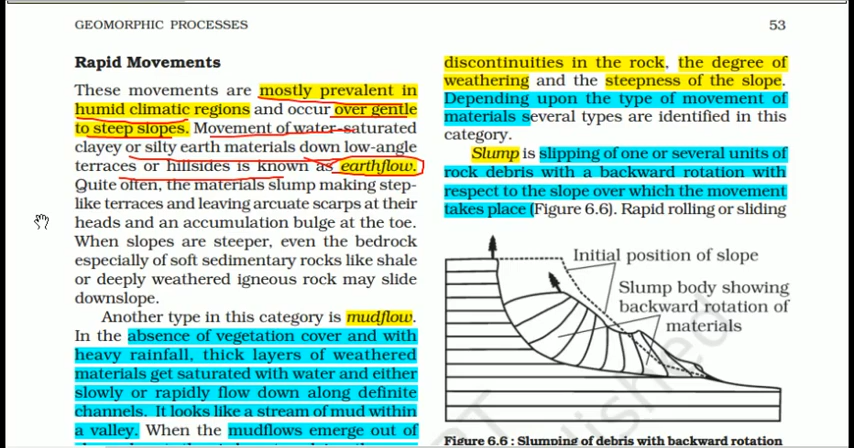 GEOMORPHIC PROCESSES
53
Rapid Movements
These movements are mostly prevalent in
humid climatic regions and occur over gentle
to steep slopes. Movement of water-saturated
clayey or silty earth materials down low-angle
terraces or hillsides is known as earthflow.
Quite often, the materials slump making step-
like terraces and leaving arcuate scarps at their
heads and an accumulation bulge at the toe.
When slopes are steeper, even the bedrock
especially of soft sedimentary rocks like shale
or deeply weathered igneous rock may slide
downslope.
Another type in this category is mudflow.
In the absence of vegetation cover and with
heavy rainfall, thick layers of weathered
materials get saturated with water and either
slowly or rapidly flow down along definite
channels. It looks like a stream of mud within
a valley. When the mudflows emerge out of
discontinuities in the rock, the degree of
weathering and the steepness of the slope.
Depending upon the type of movement of
materials several types are identified in this
category.
Slump is slipping of one or several units of
rock debris with a backward rotation with
respect to the slope over which the movement
takes place (Figure 6.6). Rapid rolling or sliding
Initial position of slope
Slump body showing
backward rotation of
materials
Figure 6.6 : Slumping of debris with backward rotation